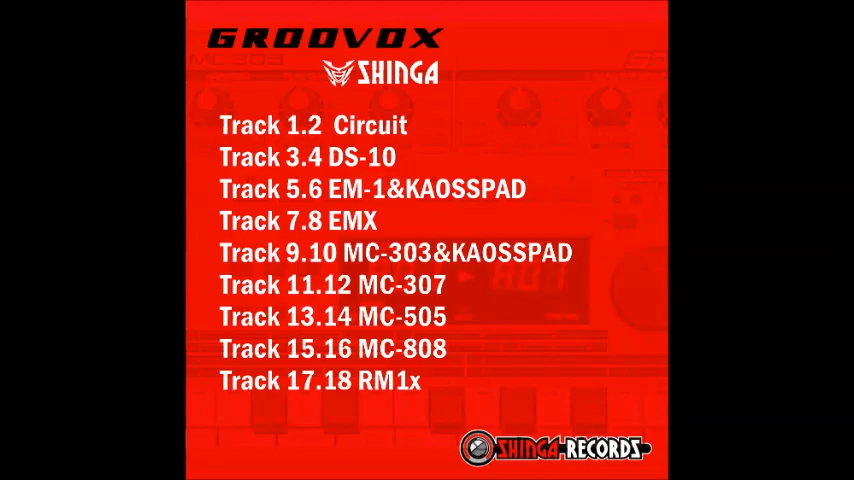 GROOVOX
MC 303
SHINGA
Track 1.2 Circuit
Track 3.4 DS-10
Track 5.6 EM-1&KAOSSPAD
Track 7.8 EMX
Track 9.10 MC-303&KAOSSPAD
Track 11.12 MC-307
Track 13.14 MC-505
Track 15.16 MC-808
Track 17.18 RM1x
SHINGA RECORDS